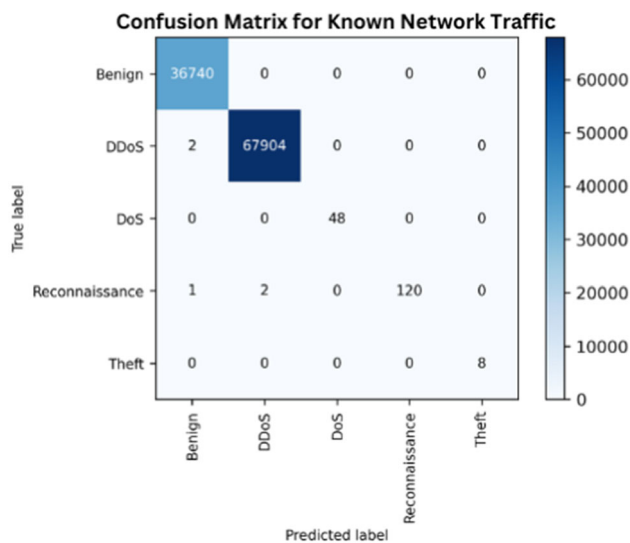 Confusion Matrix for Known Network Traffic
Benign 36740 0 0 0 0
DDoS 2 67904 0 0 0
DoS 0 0 48 0 0
Reconnaissance 1 2 0 120 0
Theft 0 0 0 0 8
True label
Benign DDoS DoS Reconnaissance Theft
Predicted label
60000
50000
40000
30000
20000
10000
0